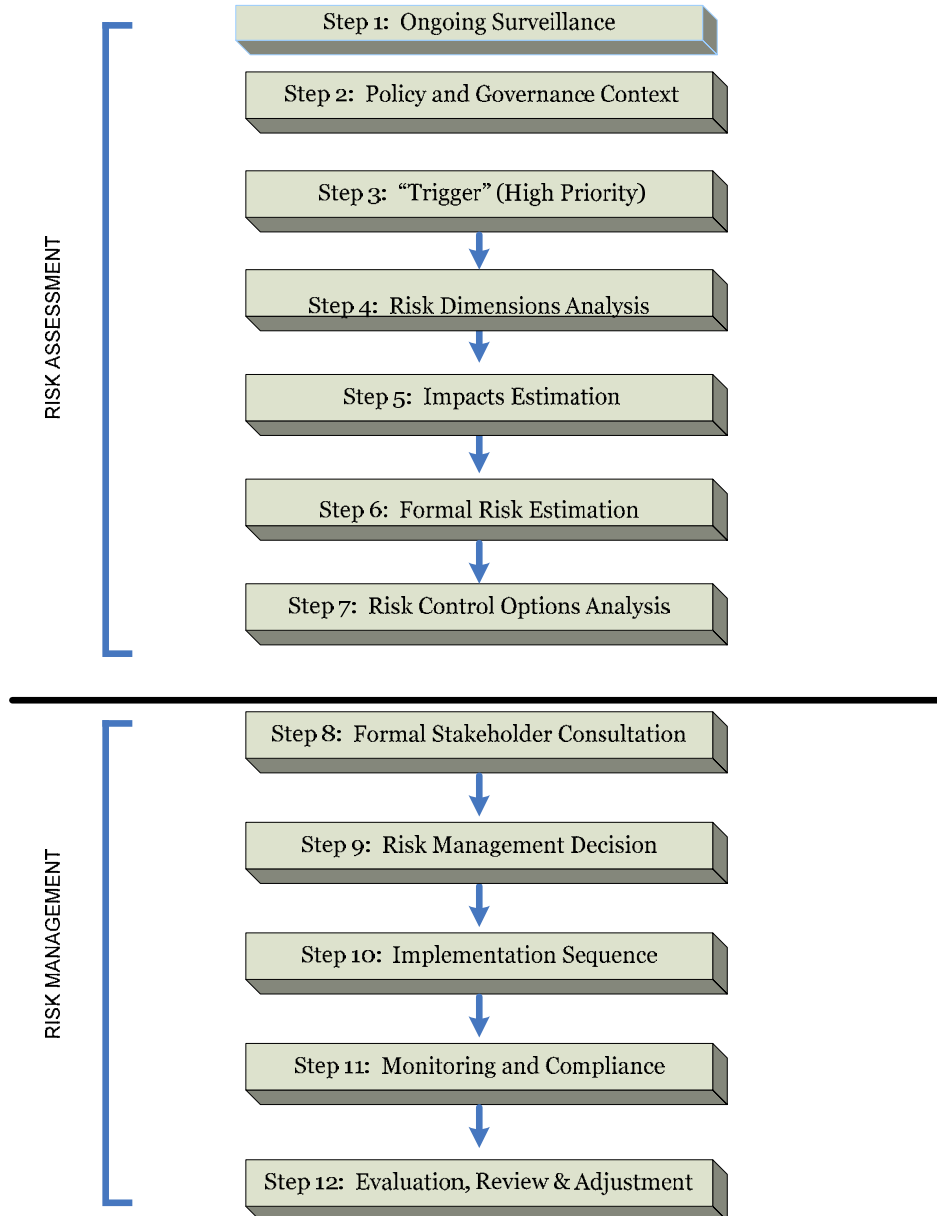 Step 1: Ongoing Surveillance
Step 2: Policy and Governance Context
Step 3: “Trigger” (High Priority)
Step 4: Risk Dimensions Analysis
Step 5: Impacts Estimation
Step 6: Formal Risk Estimation
Step 7: Risk Control Options Analysis
RISK ASSESSMENT
Step 8: Formal Stakeholder Consultation
Step 9: Risk Management Decision
Step 10: Implementation Sequence
Step 11: Monitoring and Compliance
Step 12: Evaluation, Review & Adjustment
RISK MANAGEMENT